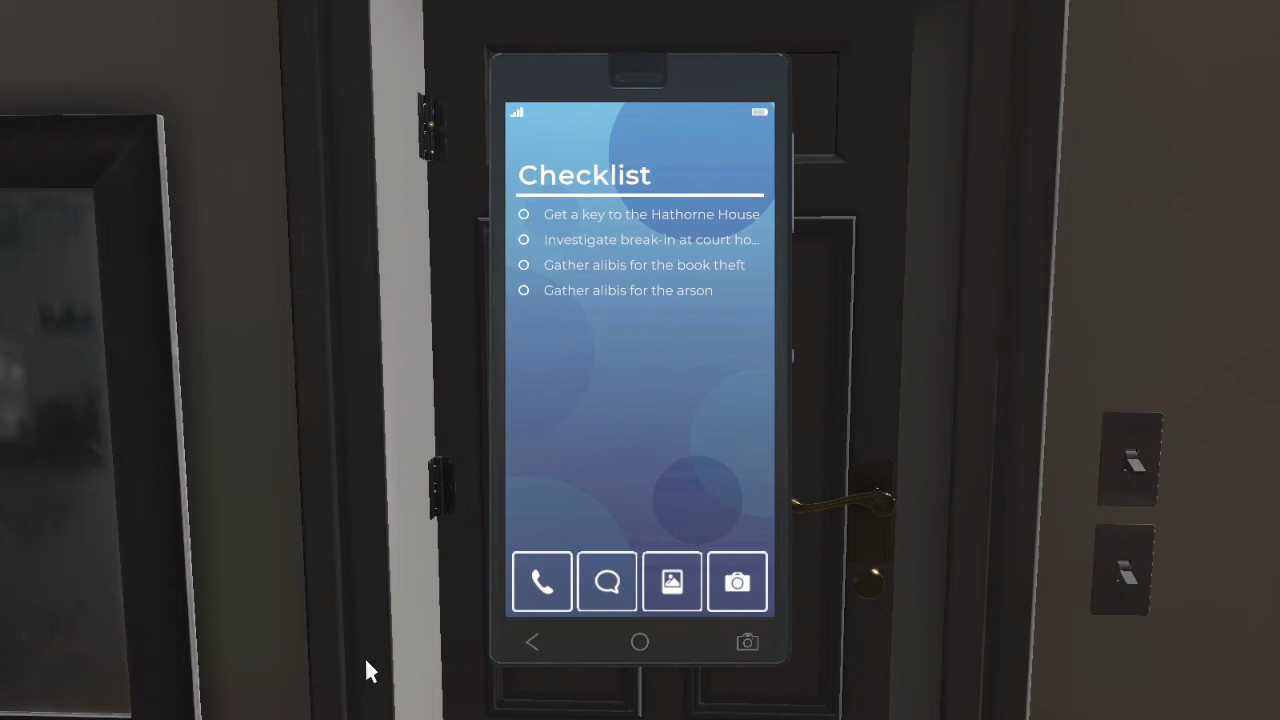 Checklist
Get a key to the Hathorne House
Investigate break-in at court ho...
Gather alibis for the book theft
Gather alibis for the arson